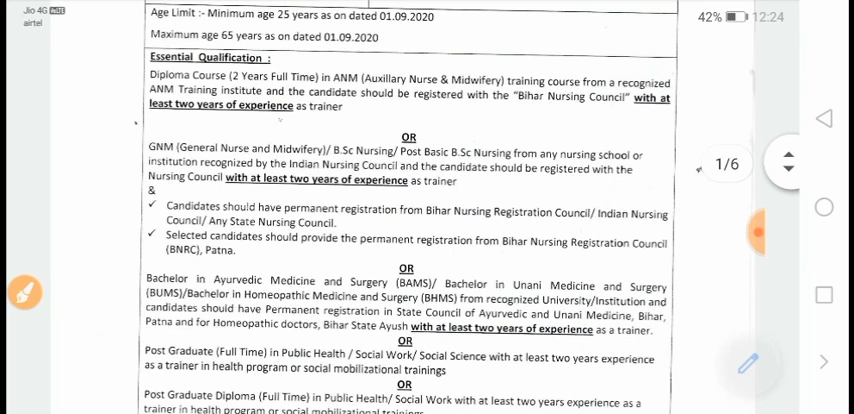 Jio 4G VoLTE
airtel
42% 12:24
Age Limit :- Minimum age 25 years as on dated 01.09.2020
Maximum age 65 years as on dated 01.09.2020
Essential Qualification :
Diploma Course (2 Years Full Time) in ANM (Auxillary Nurse & Midwifery) training course from a recognized
ANM Training institute and the candidate should be registered with the "Bihar Nursing Council" with at
least two years of experience as trainer
OR
GNM (General Nurse and Midwifery)/ B.Sc Nursing/ Post Basic B.Sc Nursing from any nursing school or
institution recognized by the Indian Nursing Council and the candidate should be registered with the
Nursing Council with at least two years of experience as trainer
&
✓ Candidates should have permanent registration from Bihar Nursing Registration Council/ Indian Nursing
Council/ Any State Nursing Council.
✓ Selected candidates should provide the permanent registration from Bihar Nursing Registration Council
(BNRC), Patna.
OR
Bachelor in Ayurvedic Medicine and Surgery (BAMS)/ Bachelor in Unani Medicine and Surgery
(BUMS)/Bachelor in Homeopathic Medicine and Surgery (BHMS) from recognized University/Institution and
candidates should have Permanent registration in State Council of Ayurvedic and Unani Medicine, Bihar,
Patna and for Homeopathic doctors, Bihar State Ayush with at least two years of experience as a trainer.
OR
Post Graduate (Full Time) in Public Health / Social Work/ Social Science with at least two years experience
as a trainer in health program or social mobilizational trainings
OR
Post Graduate Diploma (Full Time) in Public Health/ Social Work with at least two years experience as a
trainer in health program or social mobilizational trainings
1/6